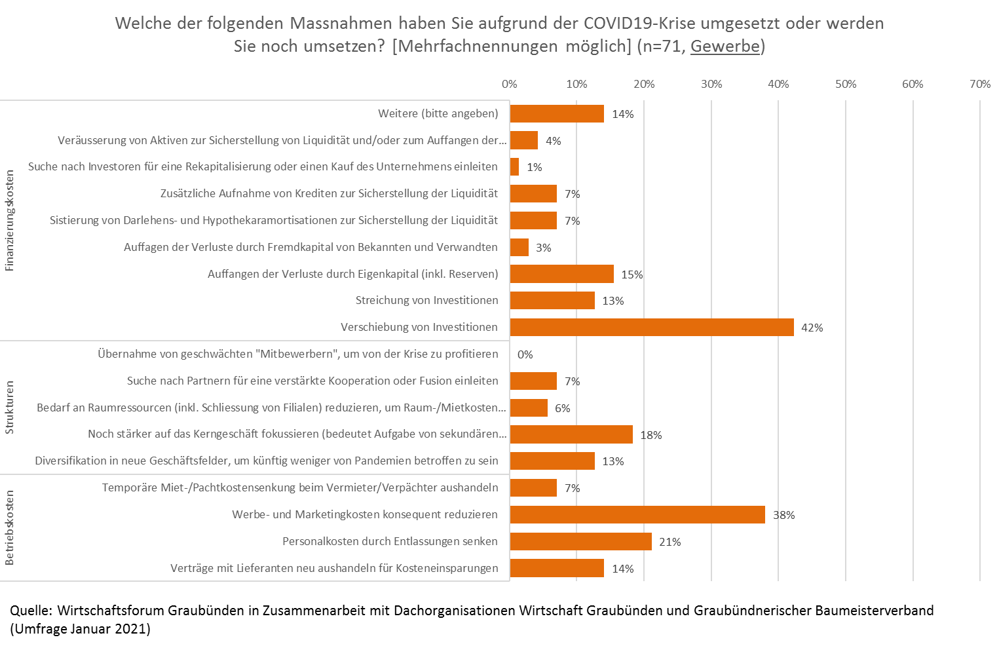 Welche der folgenden Massnahmen haben Sie aufgrund der COVID19-Krise umgesetzt oder werden
Sie noch umsetzen? [Mehrfachnennungen möglich] (n=71, Gewerbe)
0% 10% 20% 30% 40% 50% 60% 70%
Finanzierungskosten
Weitere (bitte angeben) 14%
Veräusserung von Aktiven zur Sicherstellung von Liquidität und/oder zum Auffangen der... 4%
Suche nach Investoren für eine Rekapitalisierung oder einen Kauf des Unternehmens einleiten 1%
Zusätzliche Aufnahme von Krediten zur Sicherstellung der Liquidität 7%
Sistierung von Darlehens- und Hypothekaramortisationen zur Sicherstellung der Liquidität 7%
Auffagen der Verluste durch Fremdkapital von Bekannten und Verwandten 3%
Auffangen der Verluste durch Eigenkapital (inkl. Reserven) 15%
Streichung von Investitionen 13%
Verschiebung von Investitionen 42%
Strukturen
Übernahme von geschwächten "Mitbewerbern", um von der Krise zu profitieren 0%
Suche nach Partnern für eine verstärkte Kooperation oder Fusion einleiten 7%
Bedarf an Raumressourcen (inkl. Schliessung von Filialen) reduzieren, um Raum-/Mietkosten... 6%
Noch stärker auf das Kerngeschäft fokussieren (bedeutet Aufgabe von sekundären... 18%
Diversifikation in neue Geschäftsfelder, um künftig weniger von Pandemien betroffen zu sein 13%
Betriebskosten
Temporäre Miet-/Pachtkostensenkung beim Vermieter/Verpächter aushandeln 7%
Werbe- und Marketingkosten konsequent reduzieren 38%
Personalkosten durch Entlassungen senken 21%
Verträge mit Lieferanten neu aushandeln für Kosteneinsparungen 14%
Quelle: Wirtschaftsforum Graubünden in Zusammenarbeit mit Dachorganisationen Wirtschaft Graubünden und Graubündnerischer Baumeisterverband
(Umfrage Januar 2021)